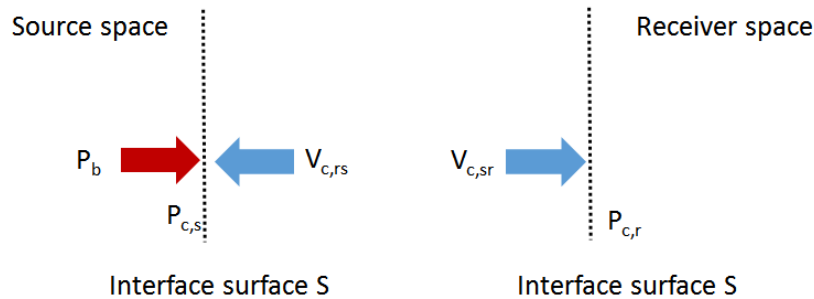 Source space
Receiver space
P_b
V_c,rs
V_c,sr
P_c,s
P_c,r
Interface surface S
Interface surface S